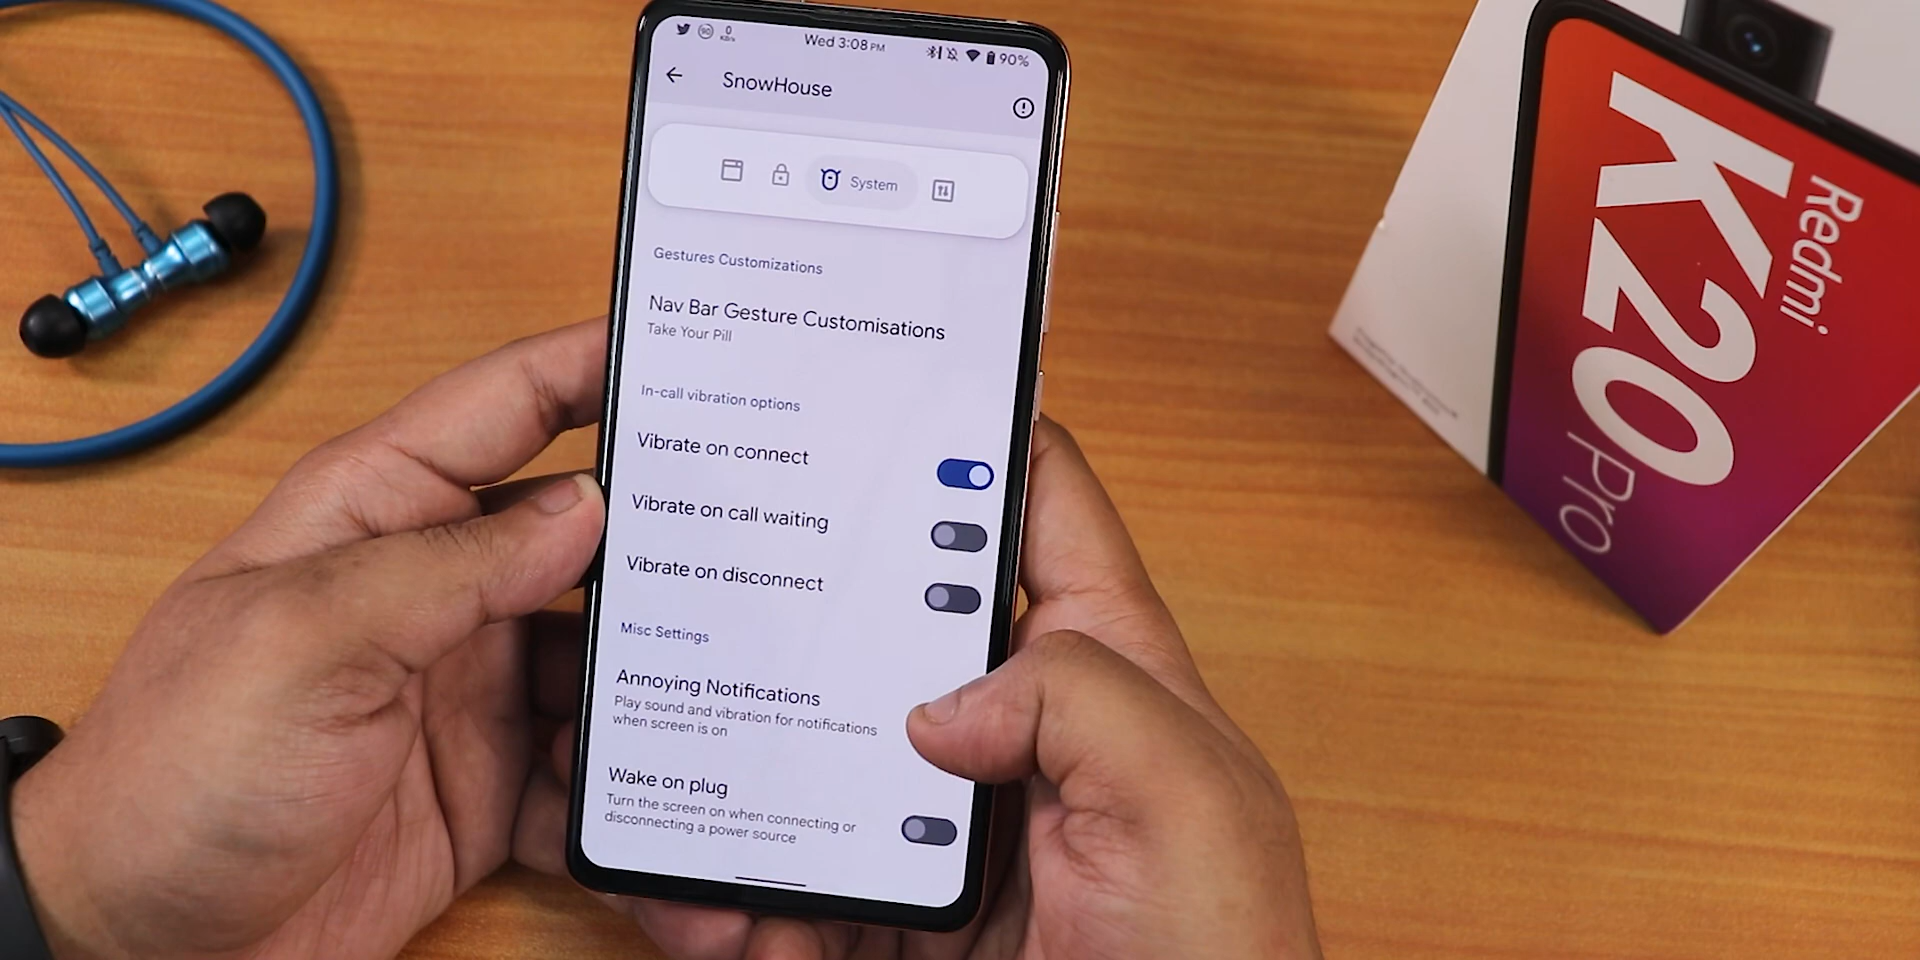 90
0
KB/s
Wed 3:08 PM
90%
SnowHouse
System
Gestures Customizations
Nav Bar Gesture Customisations
Take Your Pill
In-call vibration options
Vibrate on connect
Vibrate on call waiting
Vibrate on disconnect
Misc Settings
Annoying Notifications
Play sound and vibration for notifications
when screen is on
Wake on plug
Turn the screen on when connecting or
disconnecting a power source
Redmi
K20
Pro